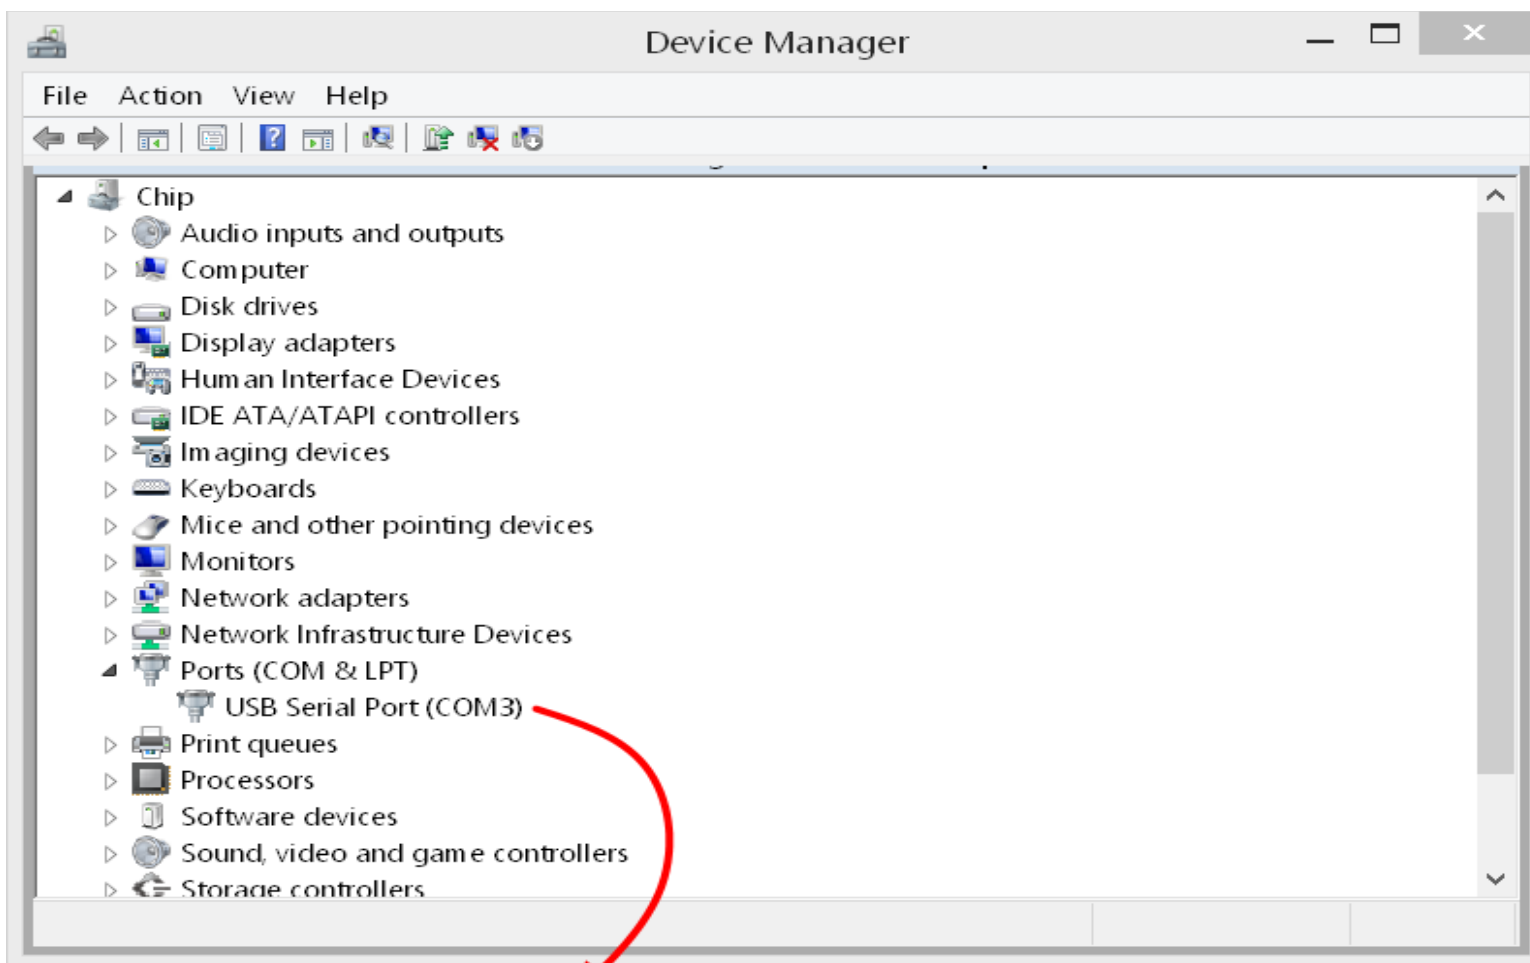 Device Manager
File Action View Help
Chip
Audio inputs and outputs
Computer
Disk drives
Display adapters
Human Interface Devices
IDE ATA/ATAPI controllers
Imaging devices
Keyboards
Mice and other pointing devices
Monitors
Network adapters
Network Infrastructure Devices
Ports (COM & LPT)
USB Serial Port (COM3)
Print queues
Processors
Software devices
Sound, video and game controllers
Storage controllers